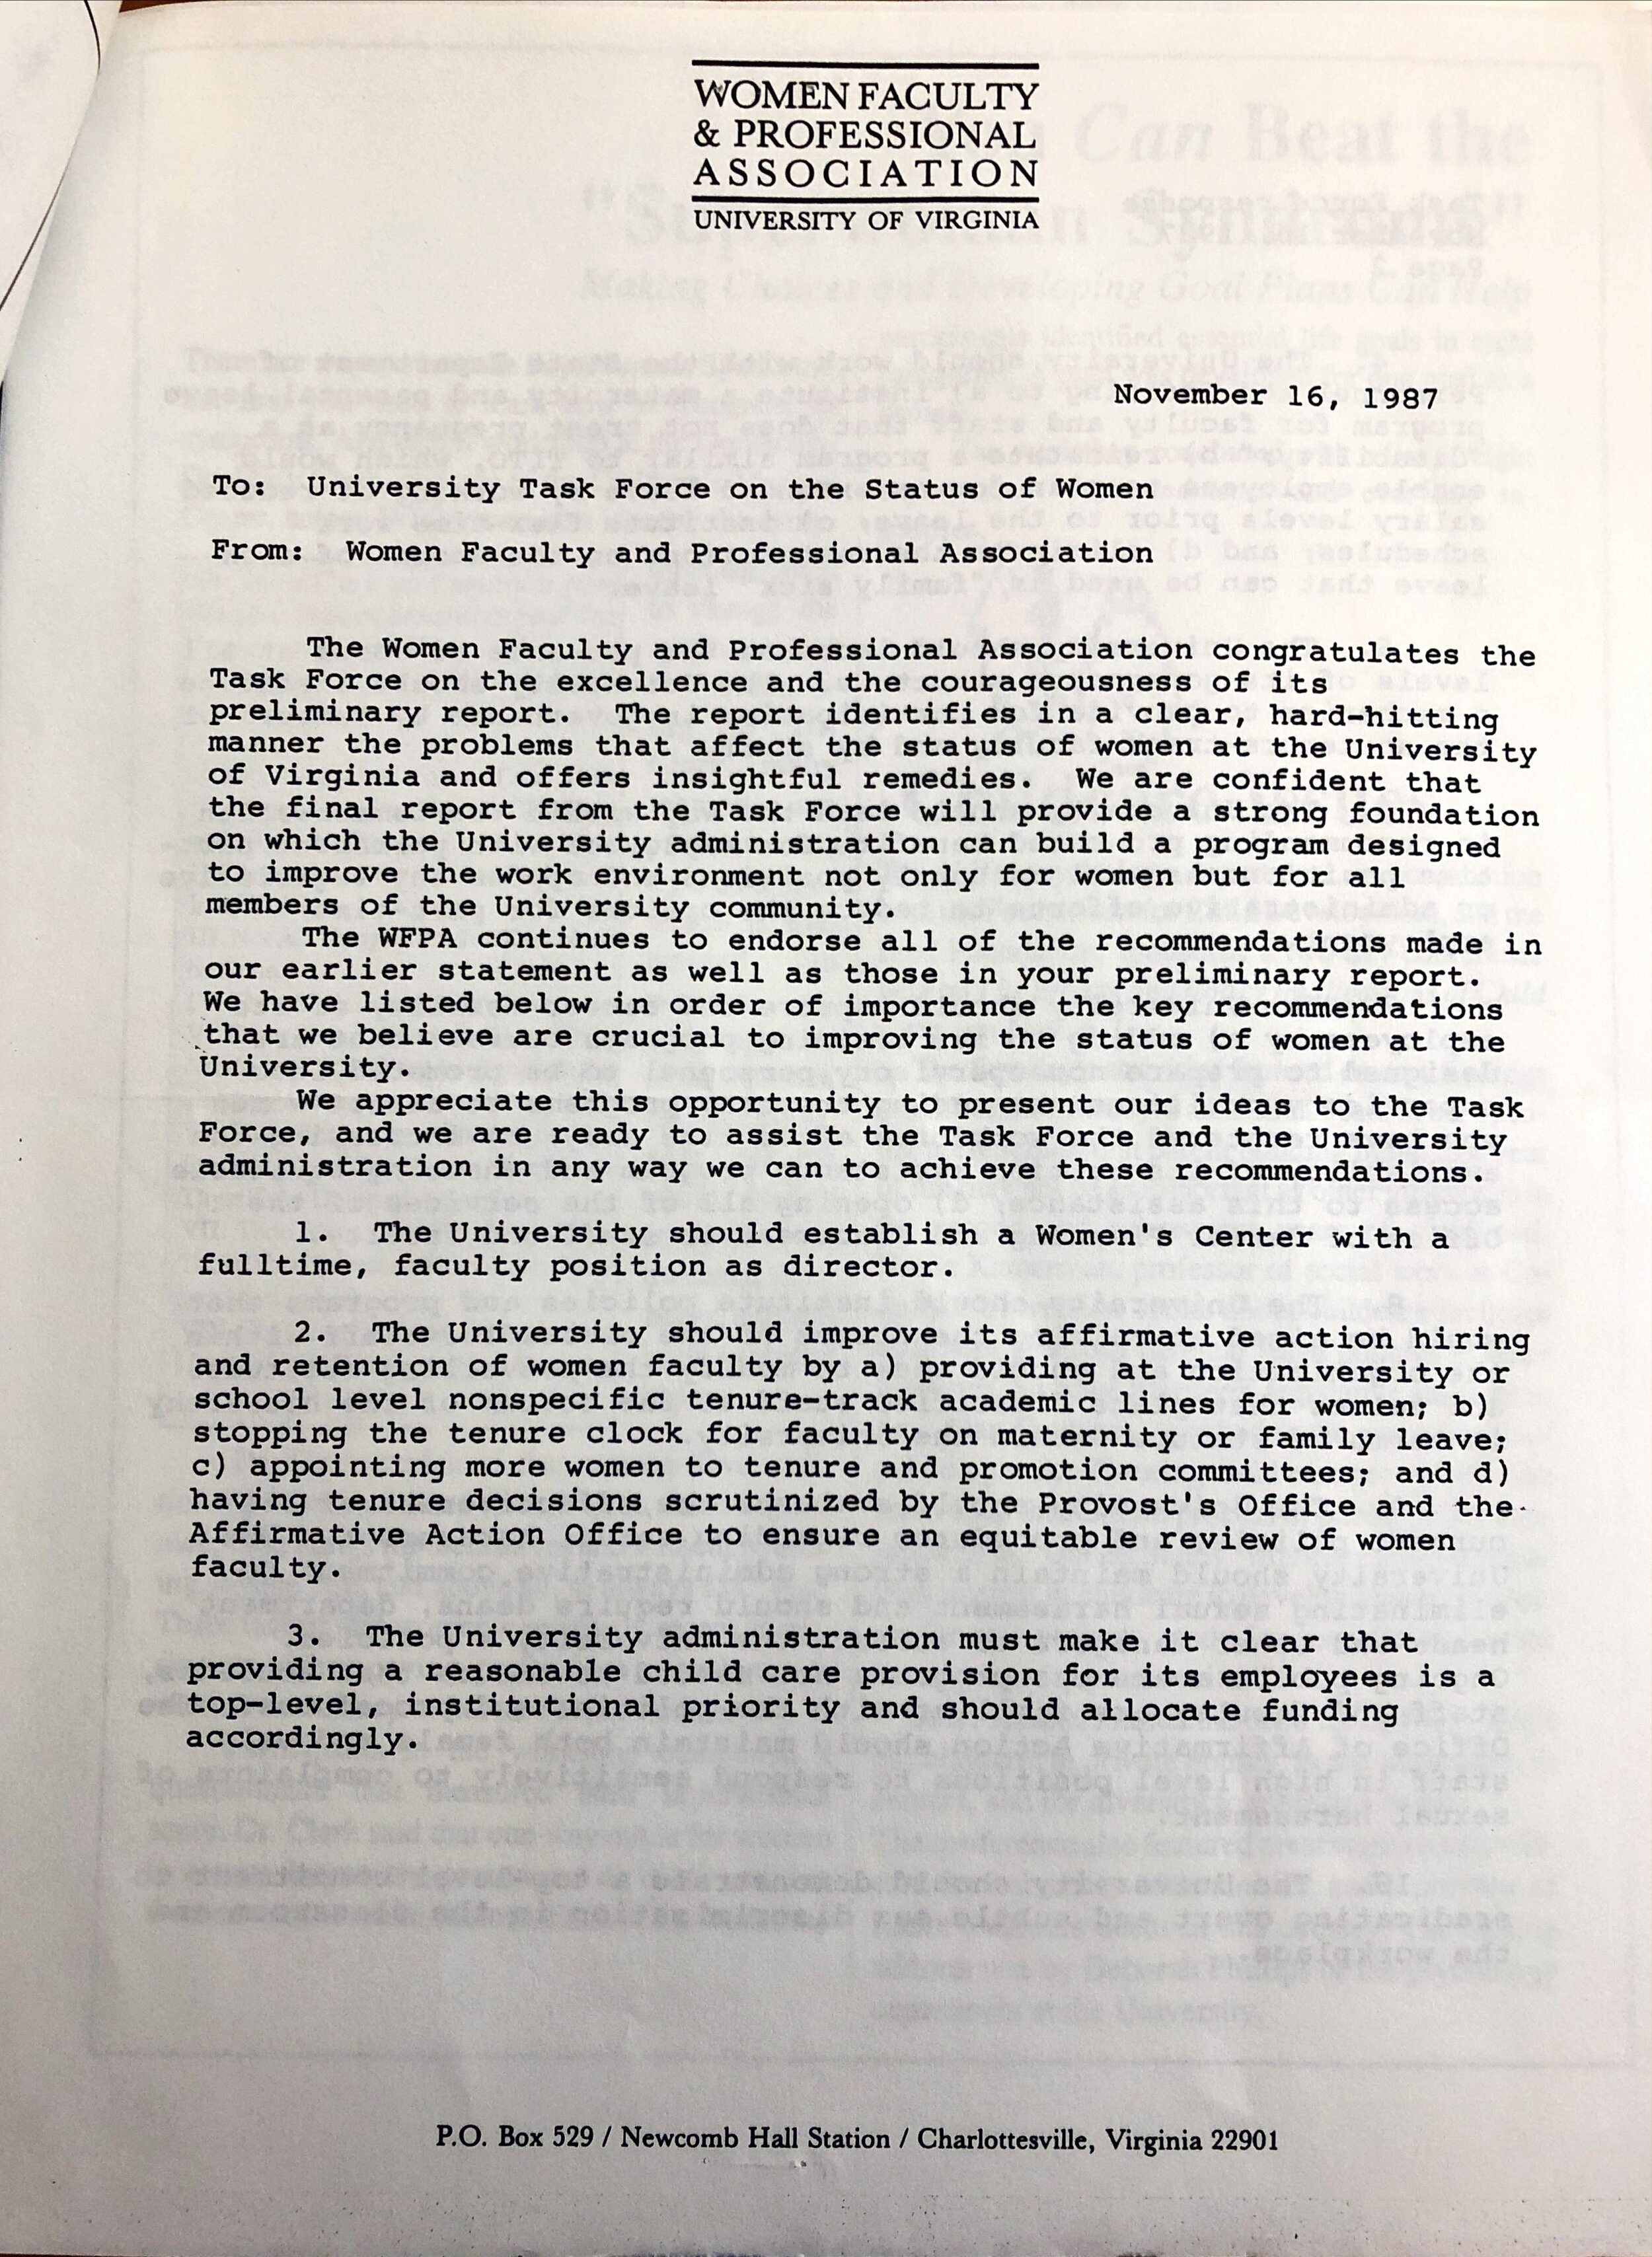 WOMEN FACULTY
& PROFESSIONAL
ASSOCIATION
UNIVERSITY OF VIRGINIA
November 16, 1987
To: University Task Force on the Status of Women
From: Women Faculty and Professional Association
The Women Faculty and Professional Association congratulates the
Task Force on the excellence and the courageousness of its
preliminary report. The report identifies in a clear, hard-hitting
manner the problems that affect the status of women at the University
of Virginia and offers insightful remedies. We are confident that
the final report from the Task Force will provide a strong foundation
on which the University administration can build a program designed
to improve the work environment not only for women but for all
members of the University community.
The WFPA continues to endorse all of the recommendations made in
our earlier statement as well as those in your preliminary report.
We have listed below in order of importance the key recommendations
that we believe are crucial to improving the status of women at the
University.
We appreciate this opportunity to present our ideas to the Task
Force, and we are ready to assist the Task Force and the University
administration in any way we can to achieve these recommendations.
1. The University should establish a Women's Center with a
fulltime, faculty position as director.
2. The University should improve its affirmative action hiring
and retention of women faculty by a) providing at the University or
school level nonspecific tenure-track academic lines for women; b)
stopping the tenure clock for faculty on maternity or family leave;
c) appointing more women to tenure and promotion committees; and d)
having tenure decisions scrutinized by the Provost's Office and the
Affirmative Action Office to ensure an equitable review of women
faculty.
3. The University administration must make it clear that
providing a reasonable child care provision for its employees is a
top-level, institutional priority and should allocate funding
accordingly.
P.O. Box 529 / Newcomb Hall Station / Charlottesville, Virginia 22901